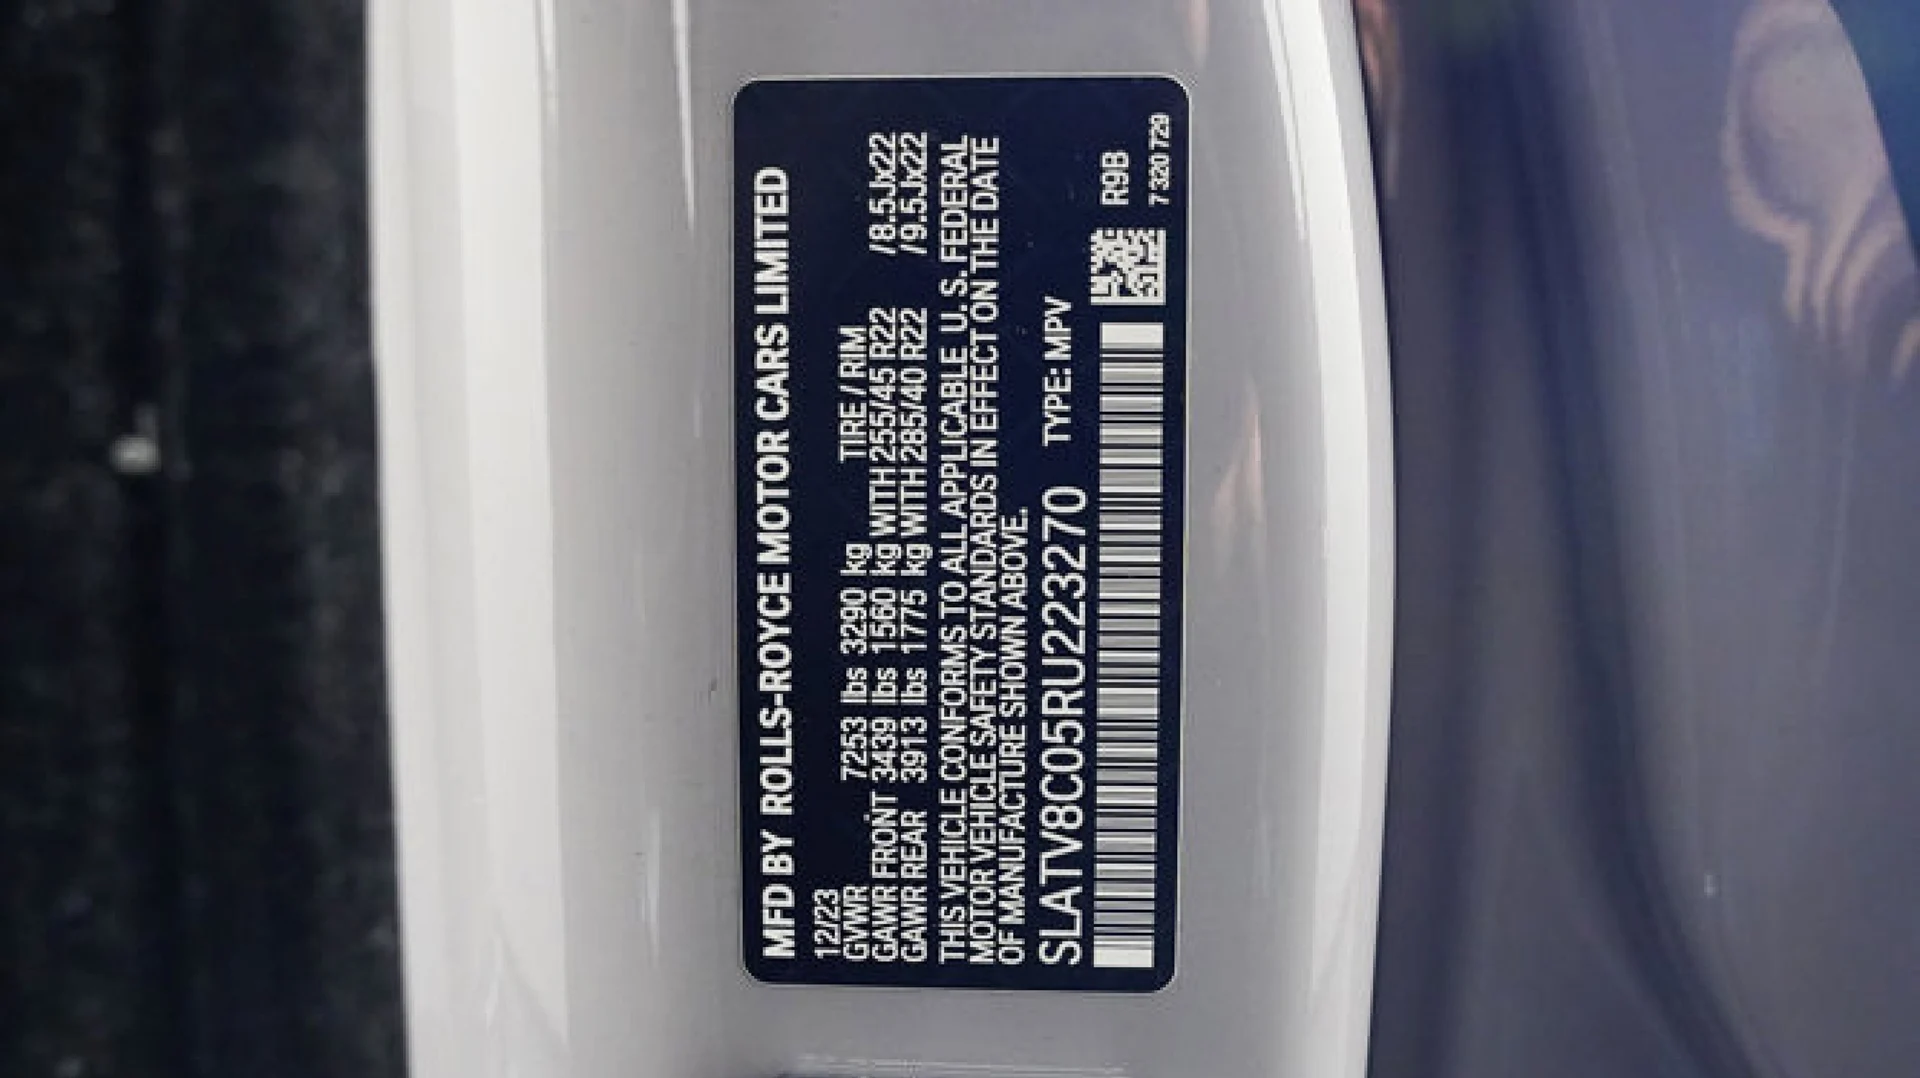 MFD BY ROLLS-ROYCE MOTOR CARS LIMITED
12/23
GVWR 7253 lbs 3290 kg TIRE / RIM
GAWR FRONT 3439 lbs 1560 kg WITH 255/45 R22 /8.5Jx22
GAWR REAR 3913 lbs 1775 kg WITH 285/40 R22 /9.5Jx22
THIS VEHICLE CONFORMS TO ALL APPLICABLE U.S. FEDERAL
MOTOR VEHICLE SAFETY STANDARDS IN EFFECT ON THE DATE
OF MANUFACTURE SHOWN ABOVE.
SLATV8C05RU223270 TYPE: MPV
R9B
7 320 729